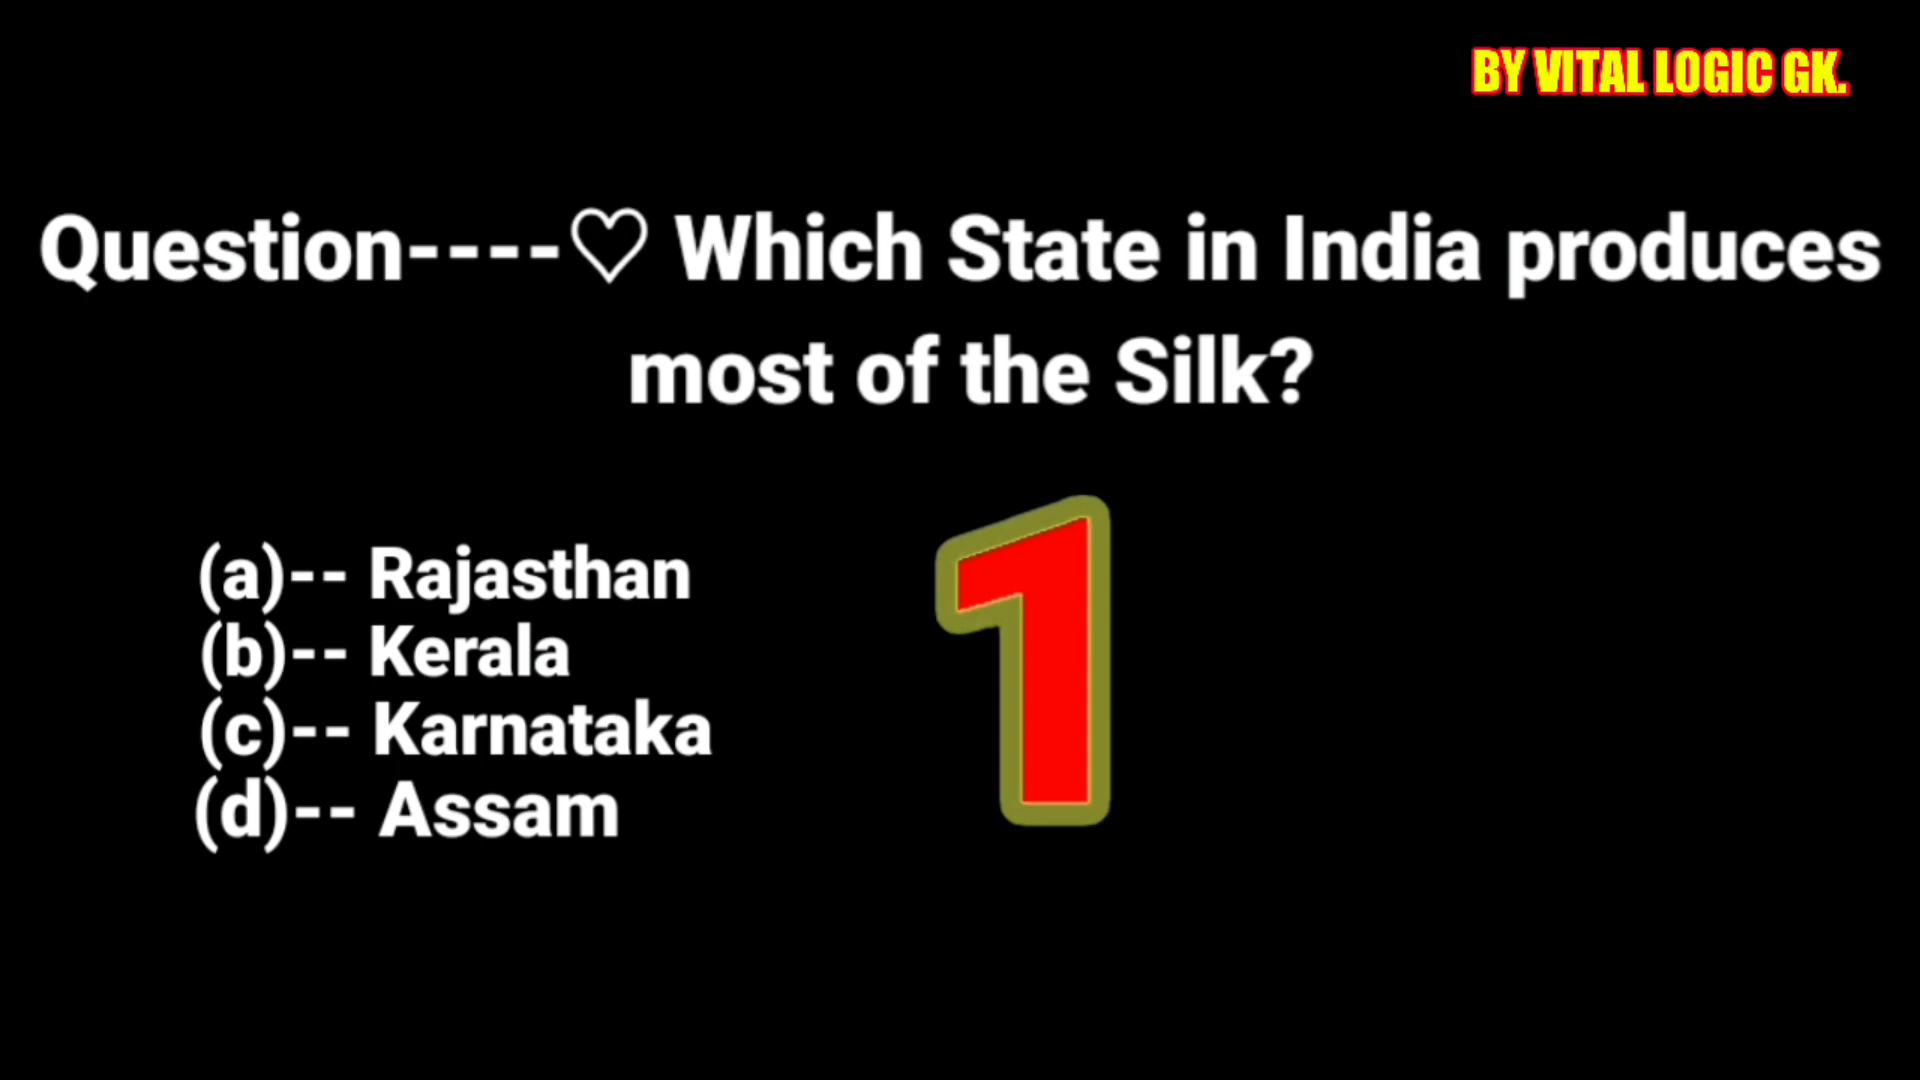 BY VITAL LOGIC GK.
Question----♡ Which State in India produces
most of the Silk?
(a)-- Rajasthan
(b)-- Kerala
(c)-- Karnataka
(d)-- Assam
1